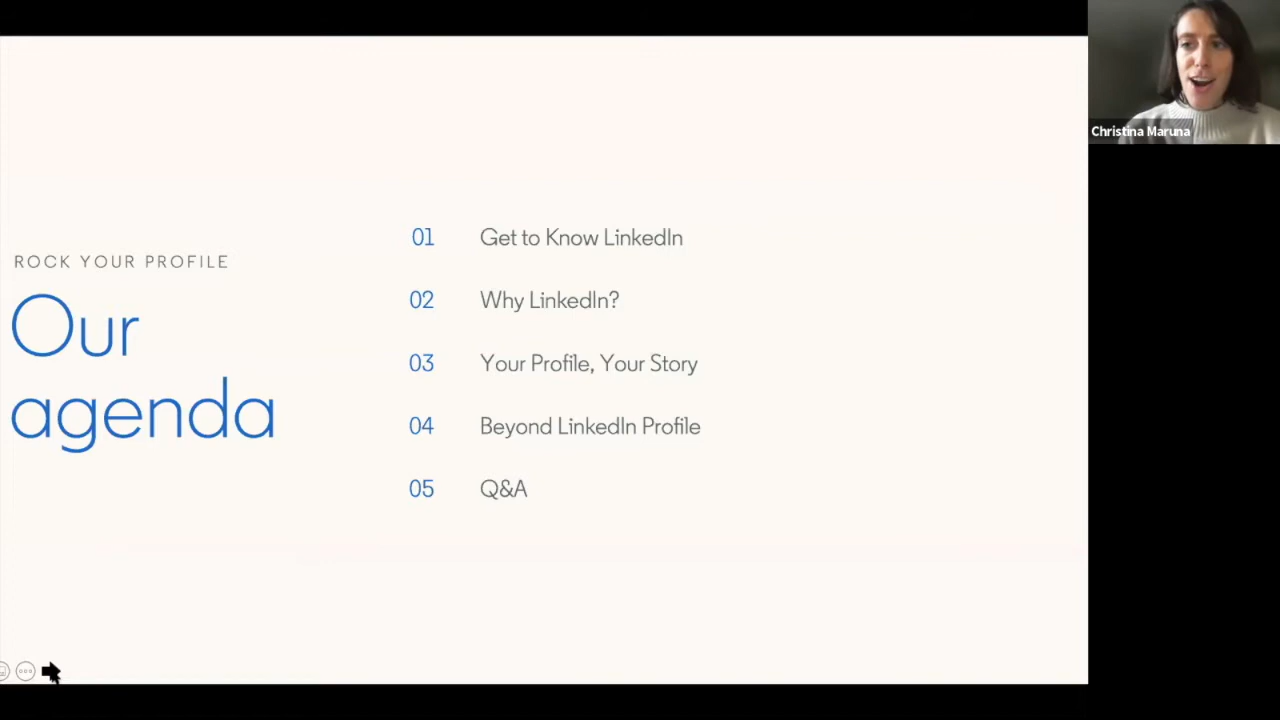 ROCK YOUR PROFILE
Our
agenda
01 Get to Know LinkedIn
02 Why LinkedIn?
03 Your Profile, Your Story
04 Beyond LinkedIn Profile
05 Q&A
Christina Maruna